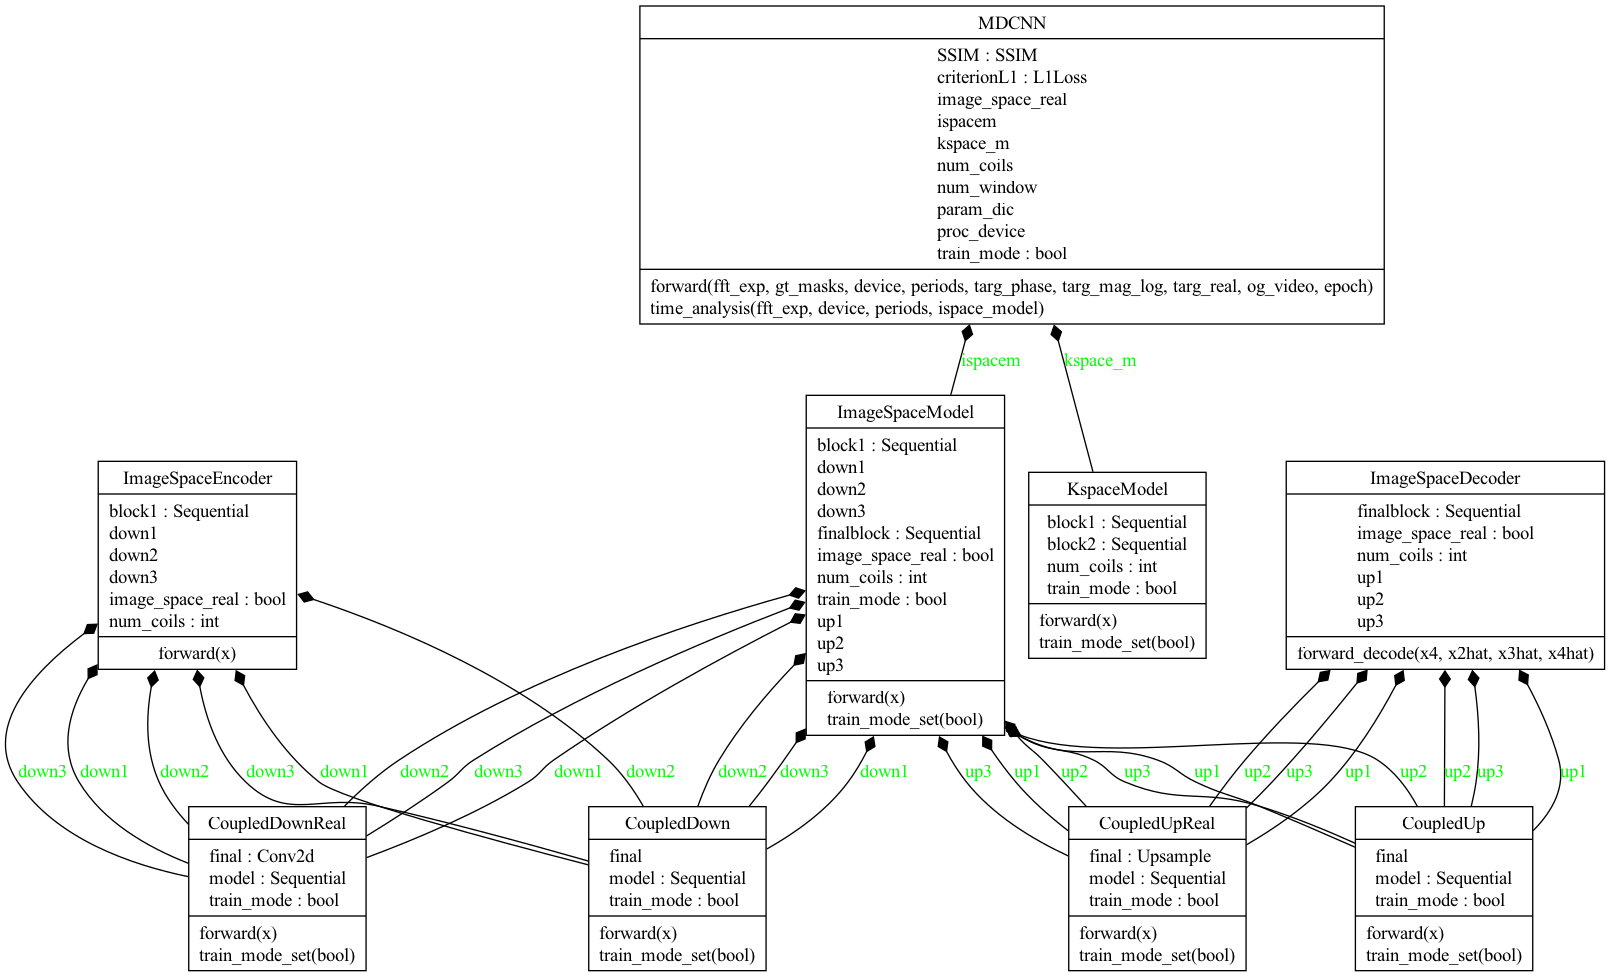 MDCNN
SSIM : SSIM
criterionL1 : L1Loss
image_space_real
ispacem
kspace_m
num_coils
num_window
param_dic
proc_device
train_mode : bool
forward(fft_exp, gt_masks, device, periods, targ_phase, targ_mag_log, targ_real, og_video, epoch)
time_analysis(fft_exp, device, periods, ispace_model)
ispacem
kspace_m
ImageSpaceEncoder
block1 : Sequential
down1
down2
down3
image_space_real : bool
num_coils : int
forward(x)
ImageSpaceModel
block1 : Sequential
down1
down2
down3
finalblock : Sequential
image_space_real : bool
num_coils : int
train_mode : bool
up1
up2
up3
forward(x)
train_mode_set(bool)
KspaceModel
block1 : Sequential
block2 : Sequential
num_coils : int
train_mode : bool
forward(x)
train_mode_set(bool)
ImageSpaceDecoder
finalblock : Sequential
image_space_real : bool
num_coils : int
up1
up2
up3
forward_decode(x4, x2hat, x3hat, x4hat)
down3
down1
down2
down3
down1
down2
down3
down1
down2
down2
down3
down1
up3
up1
up2
up3
up1
up2
up3
up1
up2
up2
up3
up1
CoupledDownReal
final : Conv2d
model : Sequential
train_mode : bool
forward(x)
train_mode_set(bool)
CoupledDown
final
model : Sequential
train_mode : bool
forward(x)
train_mode_set(bool)
CoupledUpReal
final : Upsample
model : Sequential
train_mode : bool
forward(x)
train_mode_set(bool)
CoupledUp
final
model : Sequential
train_mode : bool
forward(x)
train_mode_set(bool)